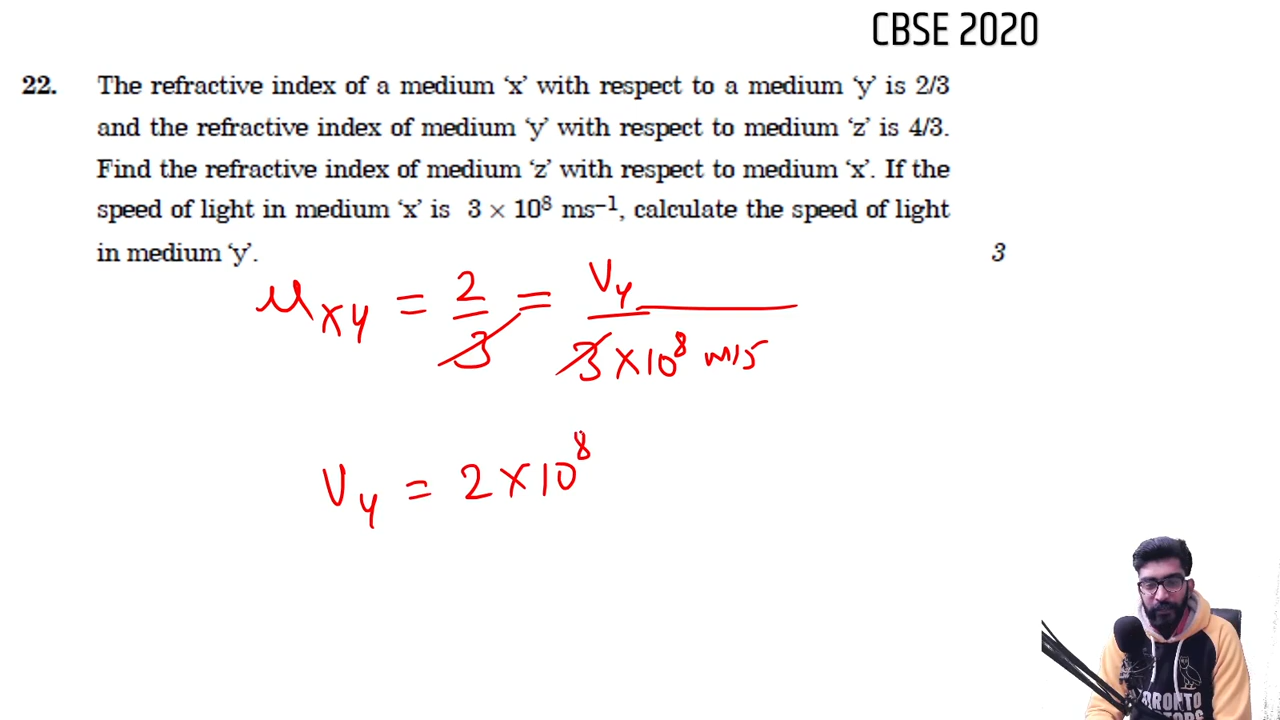 CBSE 2020
22. The refractive index of a medium ‘x’ with respect to a medium ‘y’ is 2/3
and the refractive index of medium ‘y’ with respect to medium ‘z’ is 4/3.
Find the refractive index of medium ‘z’ with respect to medium ‘x’. If the
speed of light in medium ‘x’ is 3 × 10⁸ ms⁻¹, calculate the speed of light
in medium ‘y’. 3
μxy = 2/3 = Vy / 3×10⁸ m/s
Vy = 2×10⁸
TORONTO